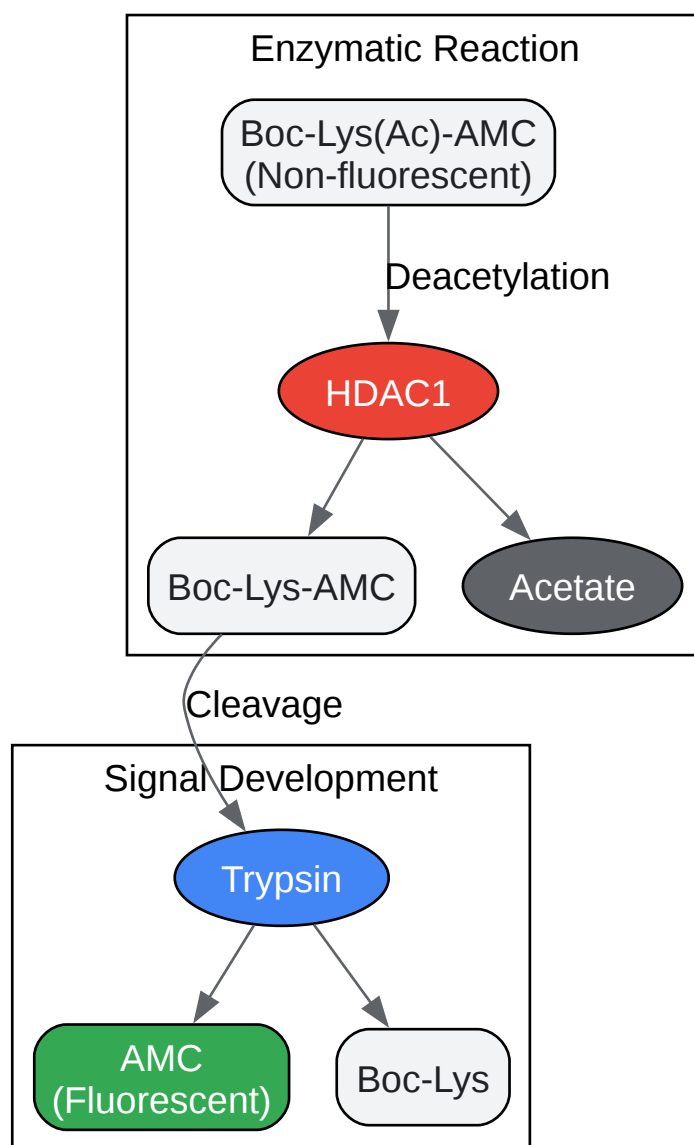 Enzymatic Reaction
Boc-Lys(Ac)-AMC
(Non-fluorescent)
Deacetylation
HDAC1
Boc-Lys-AMC
Acetate
Cleavage
Signal Development
Trypsin
AMC
(Fluorescent)
Boc-Lys